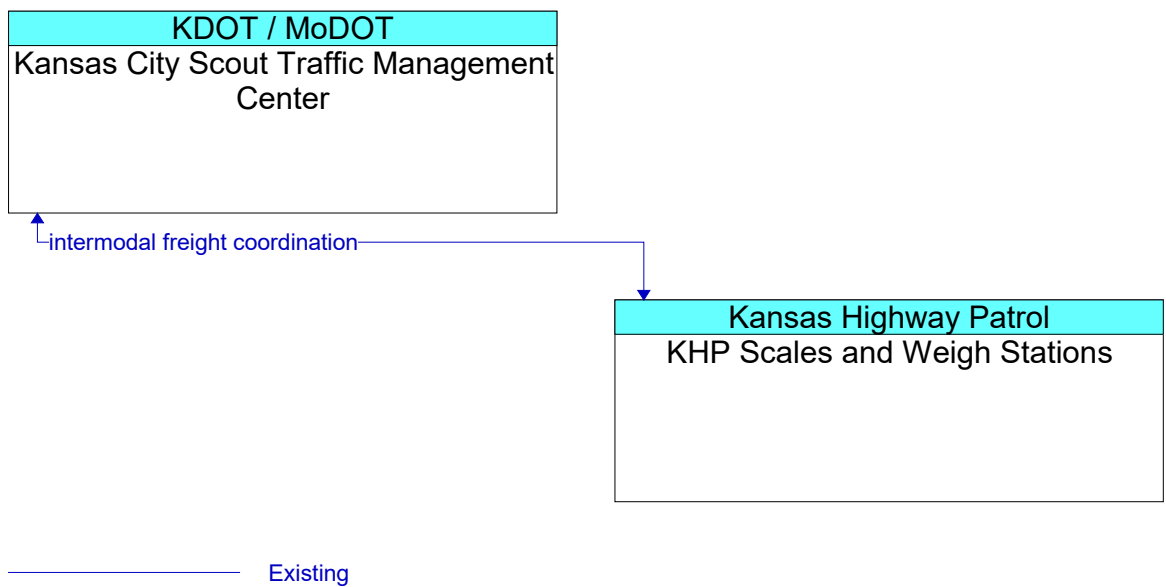 KDOT / MoDOT
Kansas City Scout Traffic Management
Center
intermodal freight coordination
Kansas Highway Patrol
KHP Scales and Weigh Stations
Existing